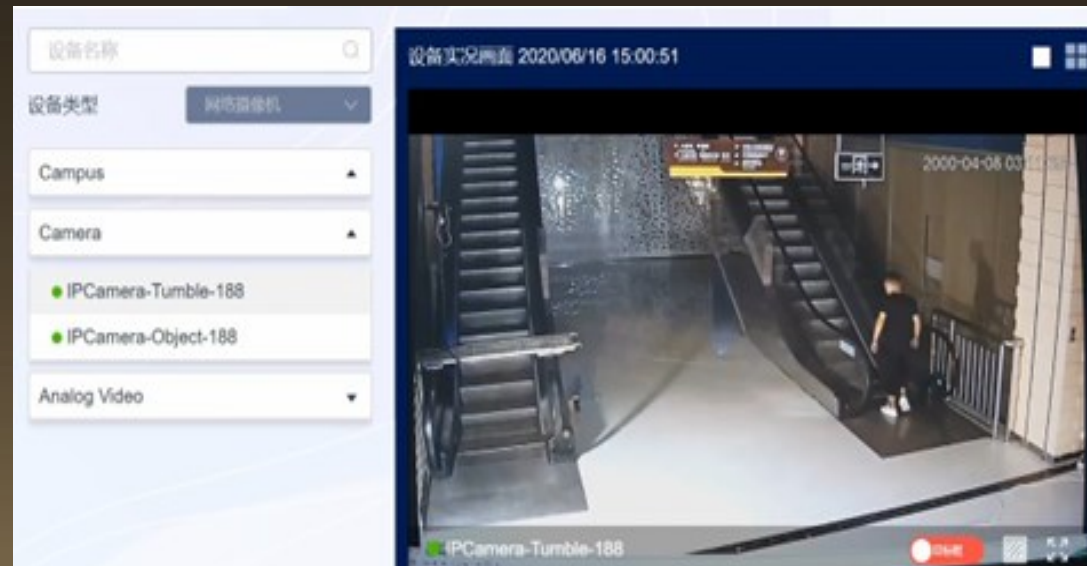 设备名称
设备类型
网络摄像机
Campus
Camera
IPCamera-Tumble-188
IPCamera-Object-188
Analog Video
设备实况画面 2020/06/16 15:00:51
2000-04-08
IPCamera-Tumble-188